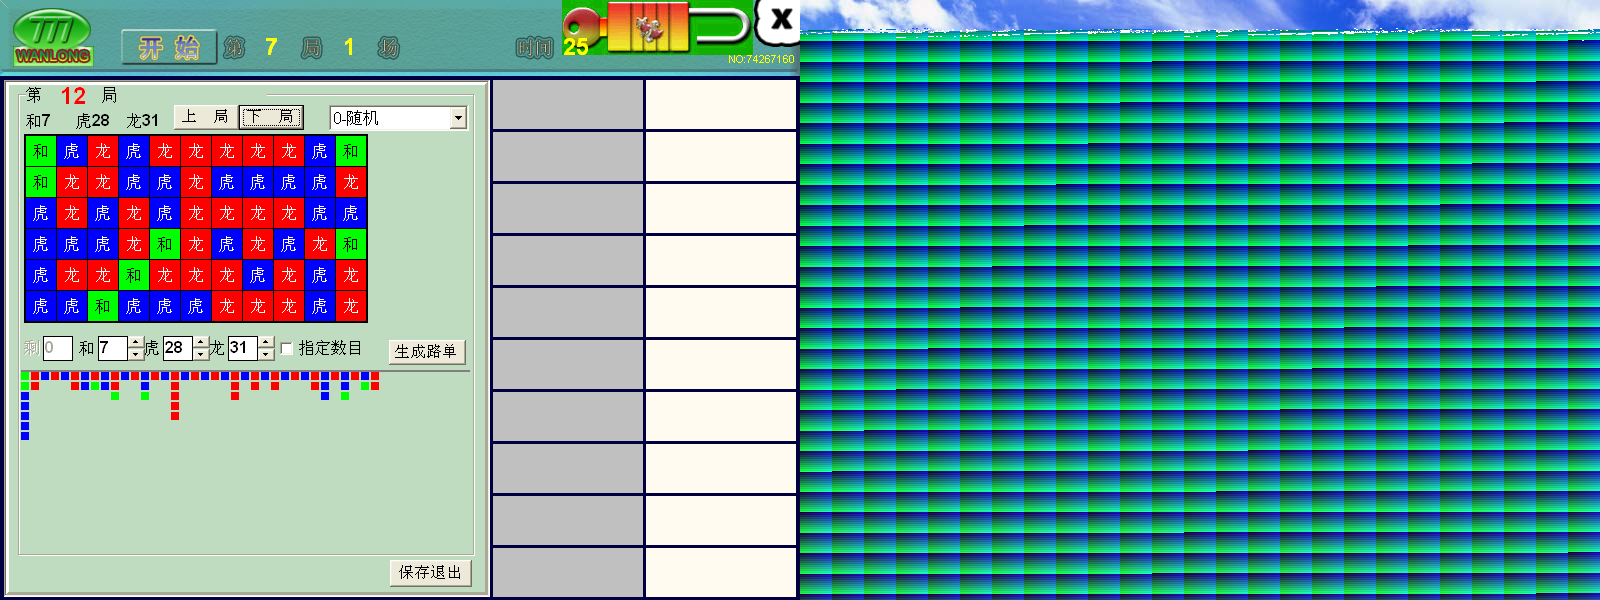 777
WANLONG
开 始 第 7 局 1 场 时间 25
X
NO:74267160
第 12 局
和7 虎28 龙31 上 局 下 局 0-随机
和 虎 龙 虎 龙 龙 龙 龙 龙 虎 和
和 龙 龙 虎 虎 龙 虎 虎 虎 虎 龙
虎 龙 虎 龙 虎 龙 龙 龙 龙 虎 虎
虎 虎 虎 龙 和 龙 虎 龙 虎 龙 和
虎 龙 龙 和 龙 龙 龙 虎 龙 虎 龙
虎 虎 和 虎 虎 虎 龙 龙 龙 虎 龙
剩 0 和 7 虎 28 龙 31 指定数目 生成路单
保存退出